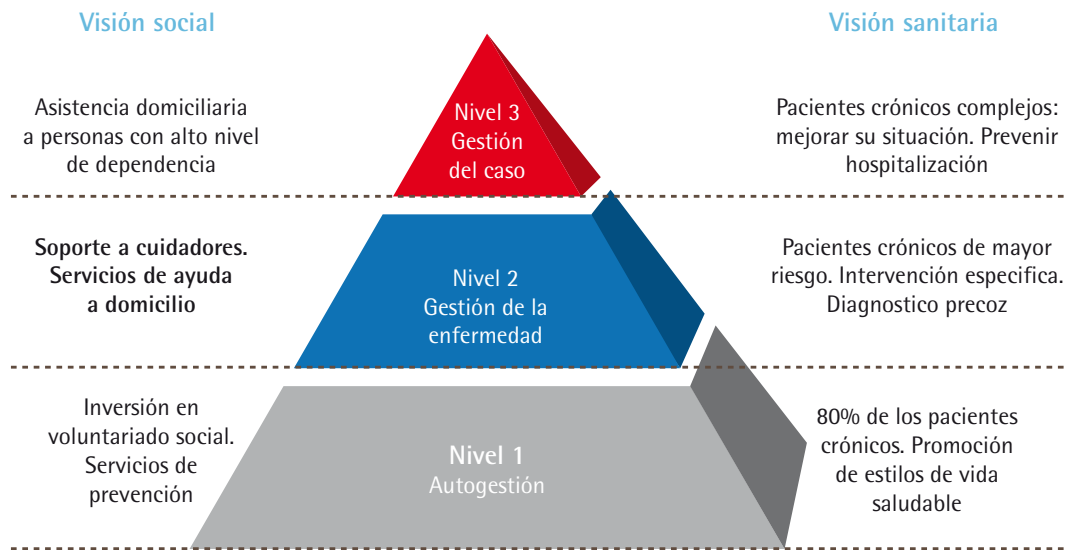 Visión social
Visión sanitaria
Asistencia domiciliaria
a personas con alto nivel
de dependencia
Nivel 3
Gestión
del caso
Pacientes crónicos complejos:
mejorar su situación. Prevenir
hospitalización
Soporte a cuidadores.
Servicios de ayuda
a domicilio
Nivel 2
Gestión de la
enfermedad
Pacientes crónicos de mayor
riesgo. Intervención especifica.
Diagnostico precoz
Inversión en
voluntariado social.
Servicios de
prevención
Nivel 1
Autogestión
80% de los pacientes
crónicos. Promoción
de estilos de vida
saludable